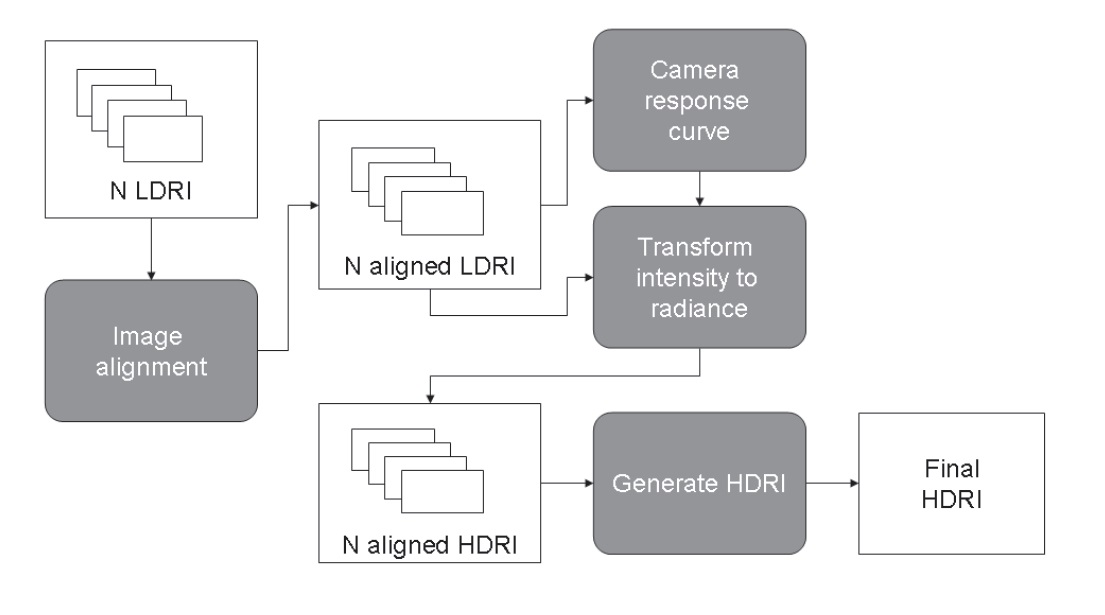 N LDRI
Image
alignment
N aligned LDRI
Camera
response
curve
Transform
intensity to
radiance
N aligned HDRI
Generate HDRI
Final
HDRI